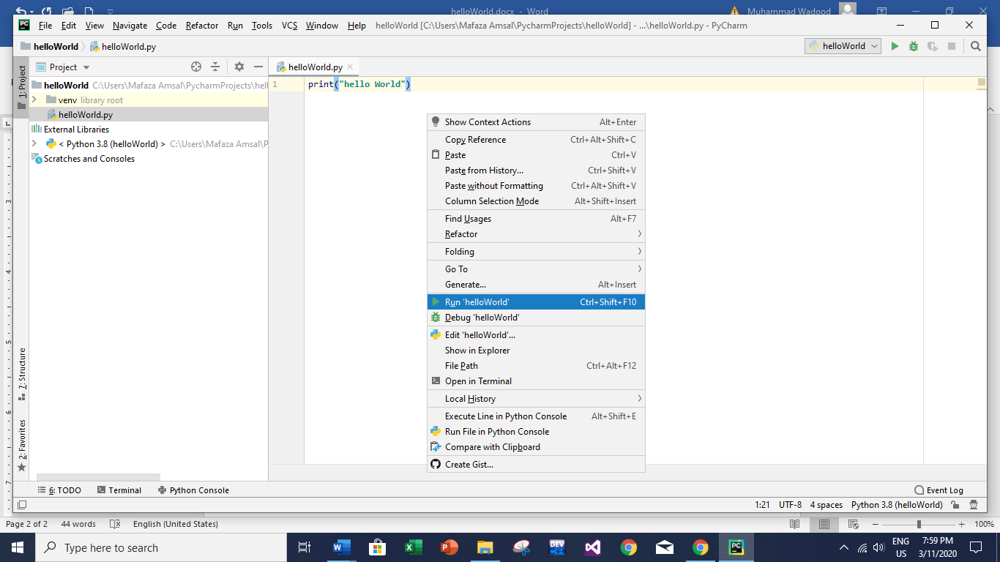 helloWorld.docx - Word
Muhammad Wadood
PC
File Edit View Navigate Code Refactor Run Tools VCS Window Help helloWorld [C:\Users\Mafaza Amsal\PycharmProjects\helloWorld] - ...\helloWorld.py - PyCharm
helloWorld helloWorld.py
helloWorld
Project
helloWorld.py
1: Project
helloWorld C:\Users\Mafaza Amsal\PycharmProjects\hell
venv library root
helloWorld.py
External Libraries
< Python 3.8 (helloWorld) > C:\Users\Mafaza Amsal\P
Scratches and Consoles
1 print("hello World")
Show Context Actions Alt+Enter
Copy Reference Ctrl+Alt+Shift+C
Paste Ctrl+V
Paste from History... Ctrl+Shift+V
Paste without Formatting Ctrl+Alt+Shift+V
Column Selection Mode Alt+Shift+Insert
Find Usages Alt+F7
Refactor
Folding
Go To
Generate... Alt+Insert
Run 'helloWorld' Ctrl+Shift+F10
Debug 'helloWorld'
Edit 'helloWorld'...
Show in Explorer
File Path Ctrl+Alt+F12
Open in Terminal
Local History
Execute Line in Python Console Alt+Shift+E
Run File in Python Console
Compare with Clipboard
Create Gist...
3
4
5
6
7
7: Structure
2: Favorites
6: TODO Terminal Python Console
Event Log
1:21 UTF-8 4 spaces Python 3.8 (helloWorld)
Page 2 of 2 44 words English (United States)
100%
Type here to search
DEV
PC
ENG
US
7:59 PM
3/11/2020